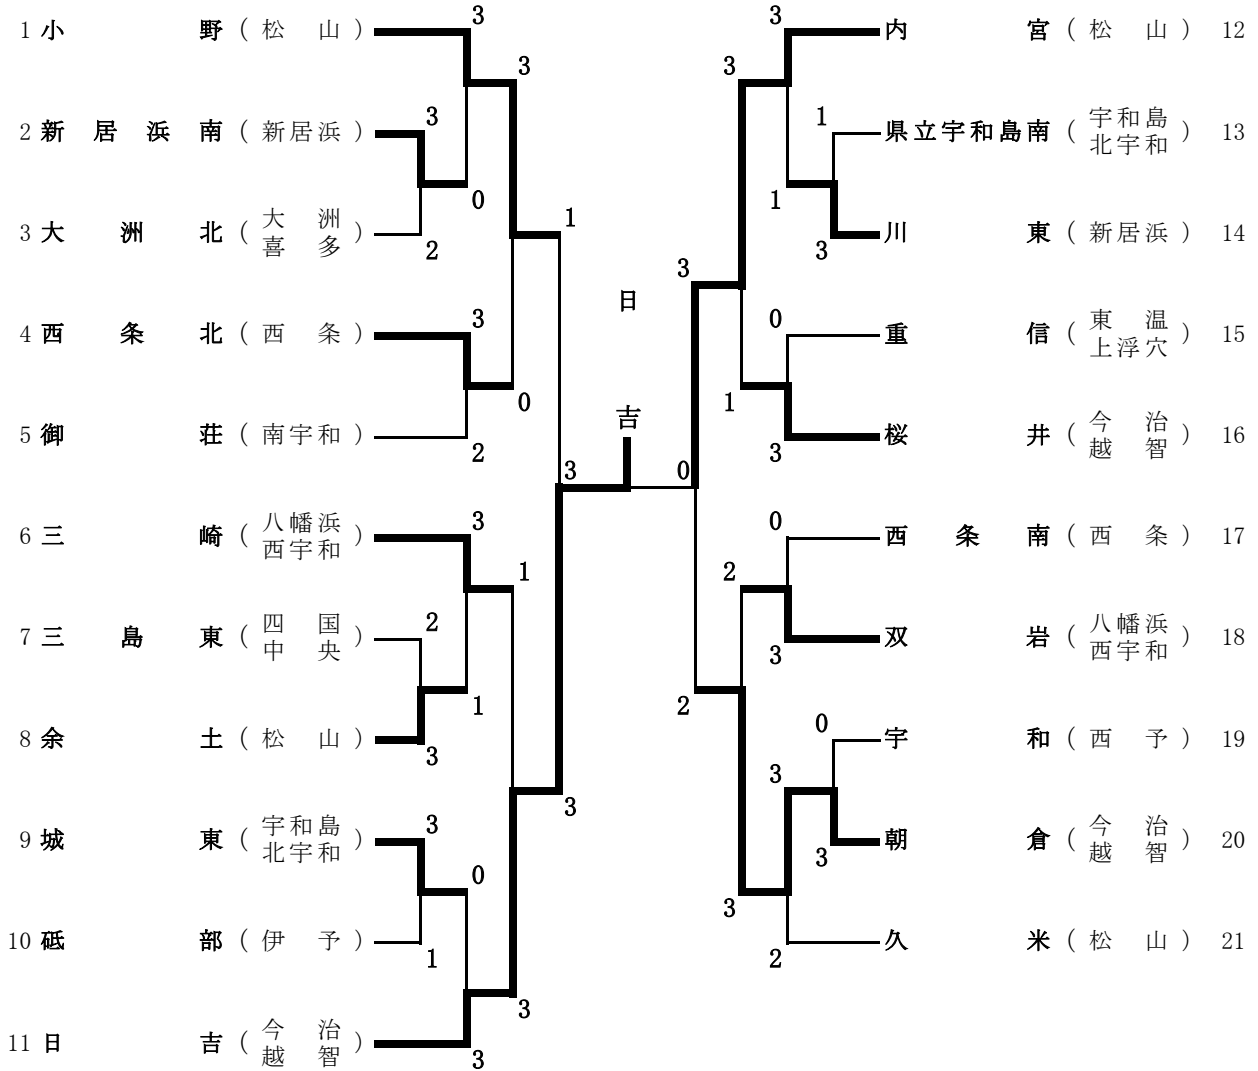 1 小野（松山） 3
3
2 新居浜南（新居浜） 3
0
3 大洲北（大洲喜多） 2
1
4 西条北（西条） 3
0
5 御荘（南宇和） 2
3
6 三崎（八幡浜西宇和） 3
1
7 三島東（四国中央） 2
1
8 余土（松山） 3
3
9 城東（宇和島北宇和） 3
0
10 砥部（伊予） 1
3
11 日吉（今治越智） 3
日
吉
3 内宮（松山） 12
3
1 県立宇和島南（宇和島北宇和） 13
1
3 川東（新居浜） 14
3
0 重信（東温上浮穴） 15
1
3 桜井（今治越智） 16
0
0 西条南（西条） 17
2
3 双岩（八幡浜西宇和） 18
2
0 宇和（西予） 19
3
3 朝倉（今治越智） 20
3
2 久米（松山） 21